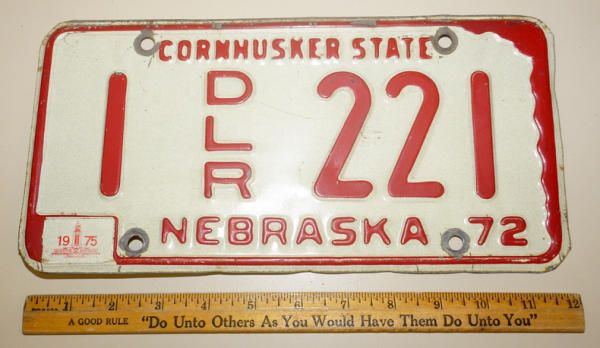 CORNHUSKER STATE
1 DLR 221
19 75
NEBRASKA 72
1 2 3 4 5 6 7 8 9 10 11 12
A GOOD RULE "Do Unto Others As You Would Have Them Do Unto You"